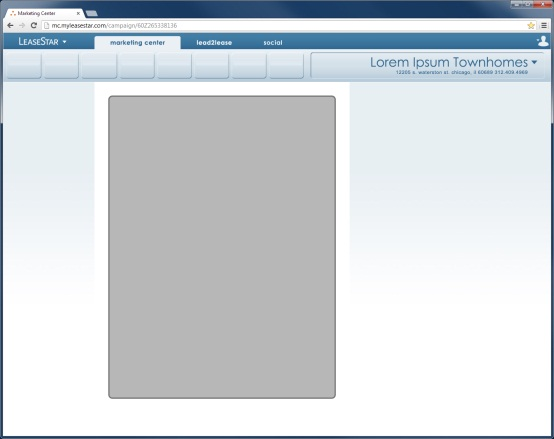 Marketing Center
mc.myleasestar.com/campaign/60Z265338136
LEASESTAR
marketing center
lead2lease
social
Lorem Ipsum Townhomes